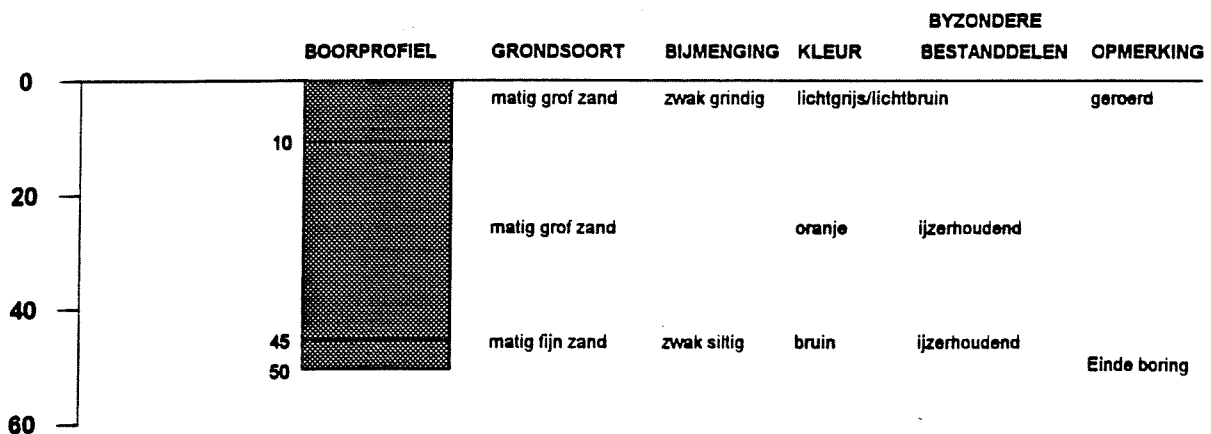 BYZONDERE
BOORPROFIEL GRONDSOORT BIJMENGING KLEUR BESTANDDELEN OPMERKING
0
matig grof zand zwak grindig lichtgrijs/lichtbruin geroerd
10
20
matig grof zand oranje ijzerhoudend
40
45 matig fijn zand zwak siltig bruin ijzerhoudend
50 Einde boring
60